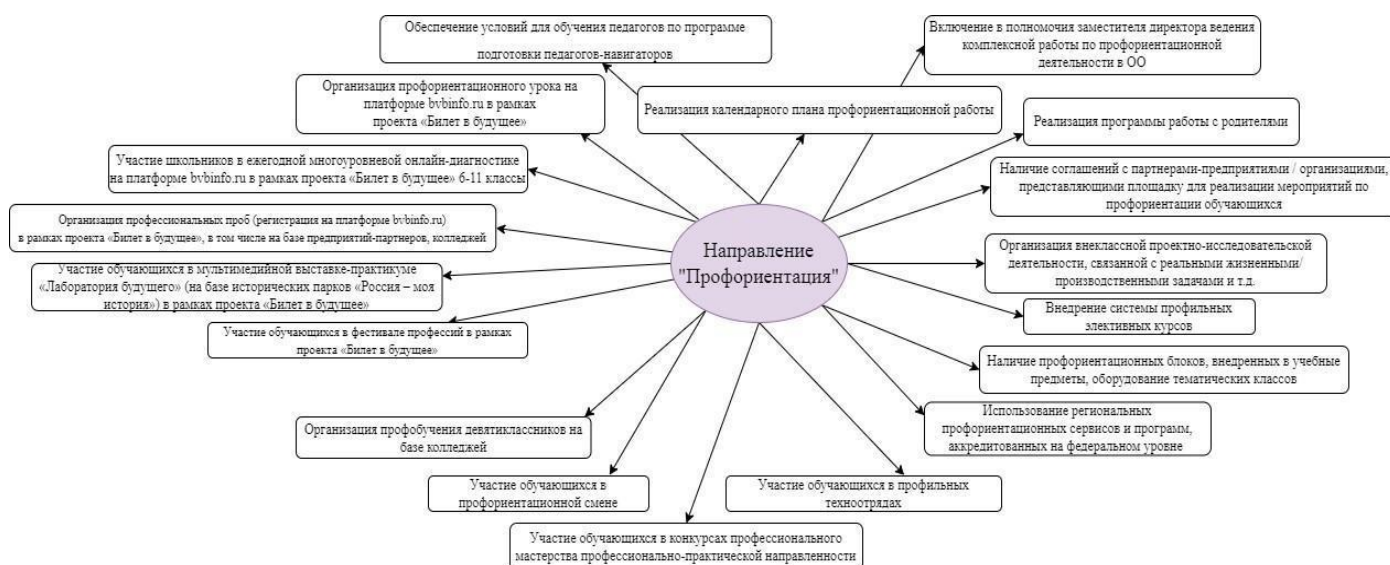 Обеспечение условий для обучения педагогов по программе
подготовки педагогов-навигаторов
Включение в полномочия заместителя директора ведения
комплексной работы по профориентационной
деятельности в ОО
Организация профориентационного урока на
платформе bvbinfo.ru в рамках
проекта «Билет в будущее»
Реализация календарного плана профориентационной работы
Реализация программы работы с родителями
Участие школьников в ежегодной многоуровневой онлайн-диагностике
на платформе bvbinfo.ru в рамках проекта «Билет в будущее» 6-11 классы
Наличие соглашений с партнерами-предприятиями / организациями,
представляющими площадку для реализации мероприятий по
профориентации обучающихся
Организация профессиональных проб (регистрация на платформе bvbinfo.ru)
в рамках проекта «Билет в будущее», в том числе на базе предприятий-партнеров, колледжей
Направление
"Профориентация"
Организация внеклассной проектно-исследовательской
деятельности, связанной с реальными жизненными/
производственными задачами и т.д.
Участие обучающихся в мультимедийной выставке-практикуме
«Лаборатория будущего» (на базе исторических парков «Россия – моя
история») в рамках проекта «Билет в будущее»
Внедрение системы профильных
элективных курсов
Участие обучающихся в фестивале профессий в рамках
проекта «Билет в будущее»
Наличие профориентационных блоков, внедренных в учебные
предметы, оборудование тематических классов
Организация профобучения девятиклассников на
базе колледжей
Использование региональных
профориентационных сервисов и программ,
аккредитованных на федеральном уровне
Участие обучающихся в
профориентационной смене
Участие обучающихся в профильных
техноотрядах
Участие обучающихся в конкурсах профессионального
мастерства профессионально-практической направленности